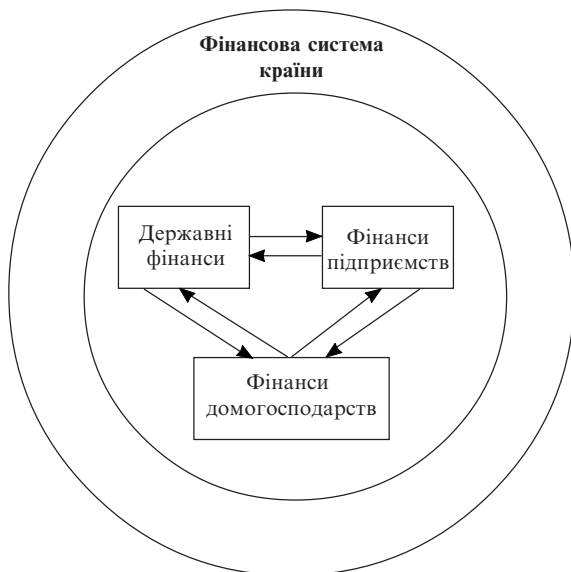 Фінансова система
країни
Державні
фінанси
Фінанси
підприємств
Фінанси
домогосподарств